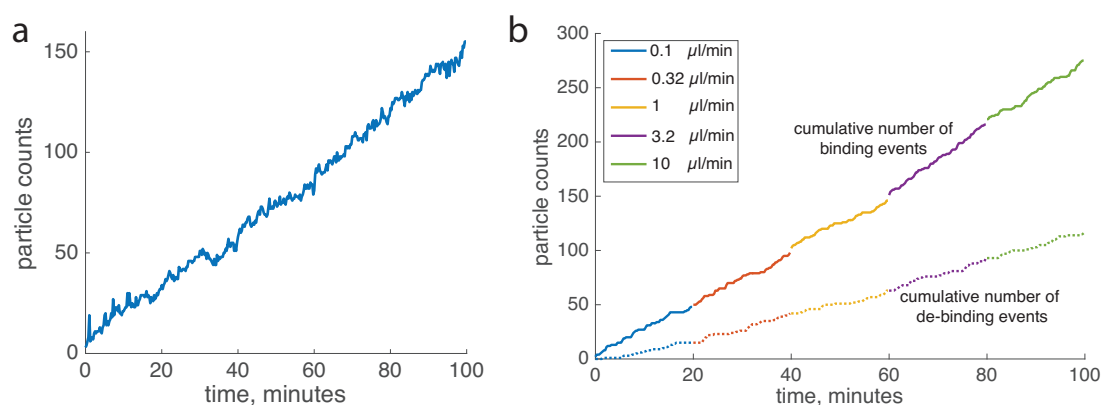 a
150
100
50
0
particle counts
0 20 40 60 80 100
time, minutes
b
300
250
200
150
100
50
0
particle counts
0.1 µl/min
0.32 µl/min
1 µl/min
3.2 µl/min
10 µl/min
cumulative number of
binding events
cumulative number of
de-binding events
0 20 40 60 80 100
time, minutes